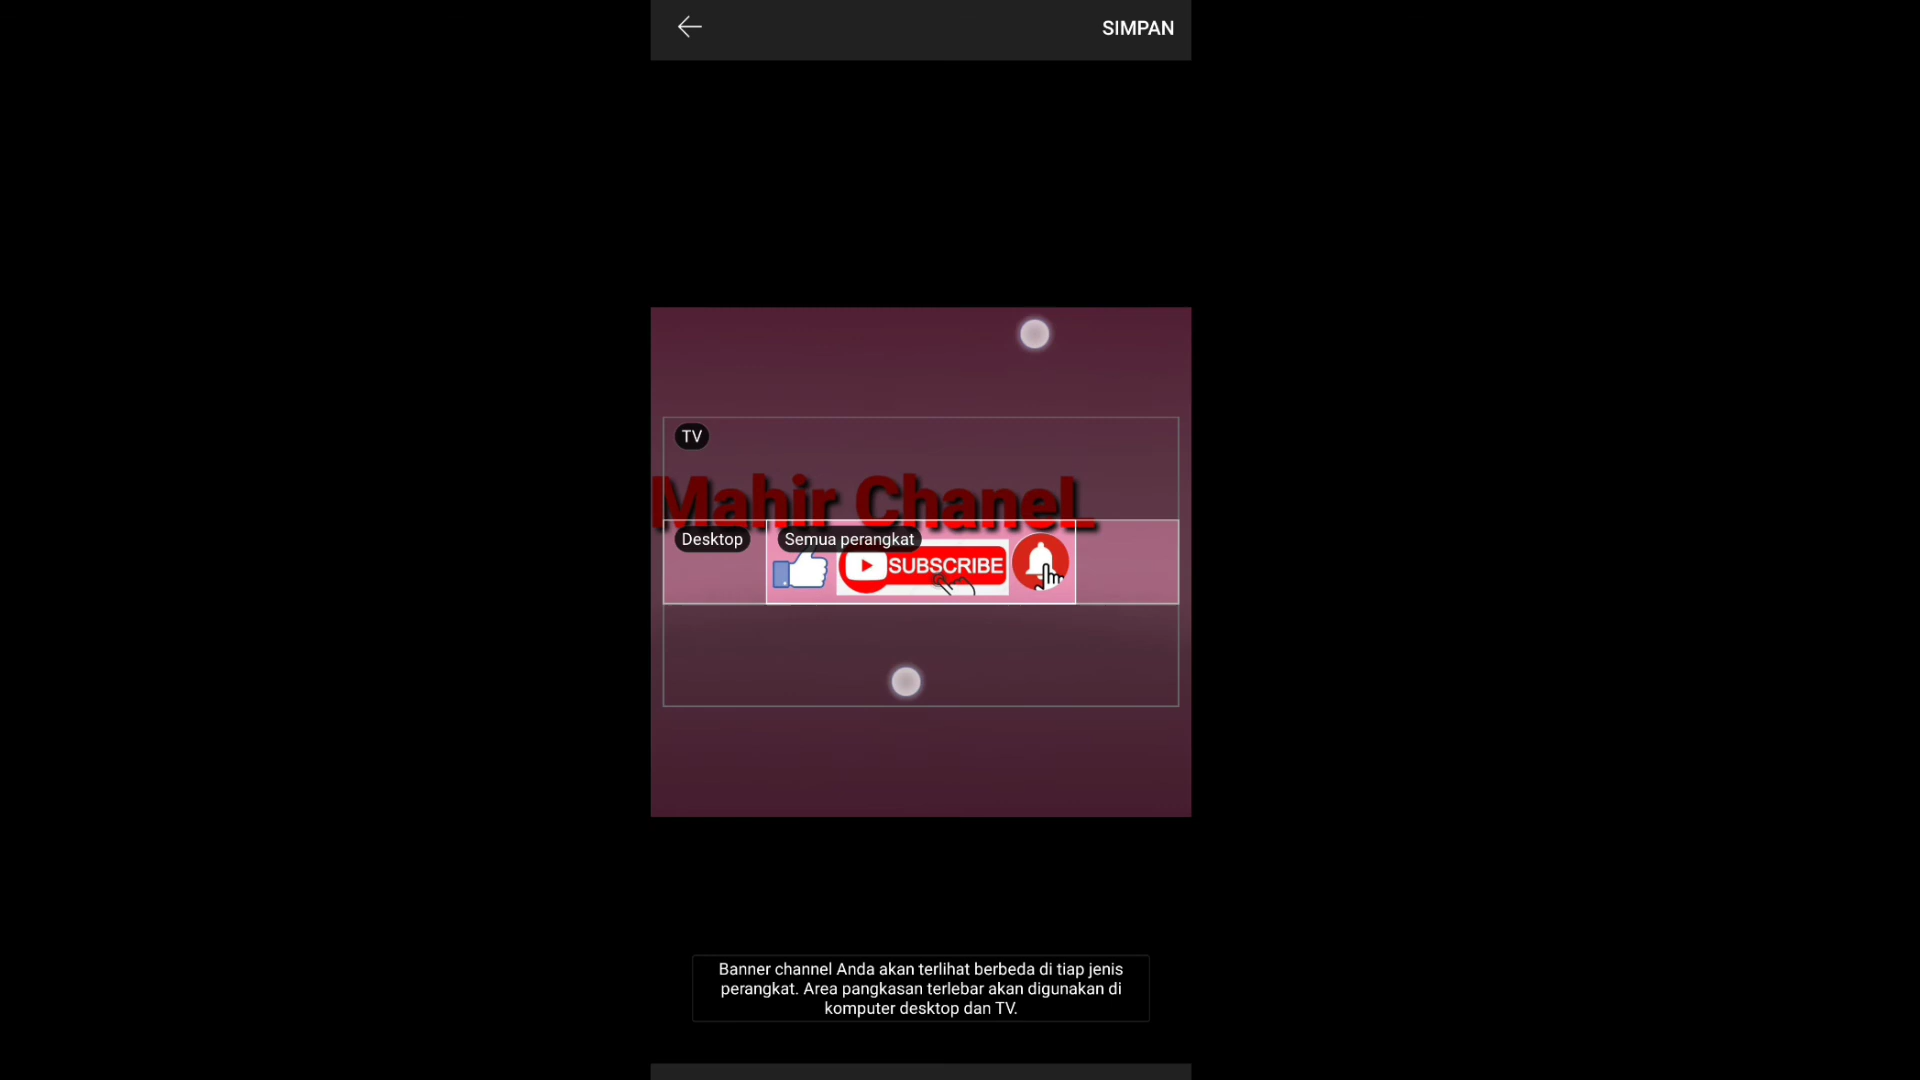 SIMPAN
TV
Mahir ChaneL
Desktop
Semua perangkat
SUBSCRIBE
Banner channel Anda akan terlihat berbeda di tiap jenis
perangkat. Area pangkasan terlebar akan digunakan di
komputer desktop dan TV.